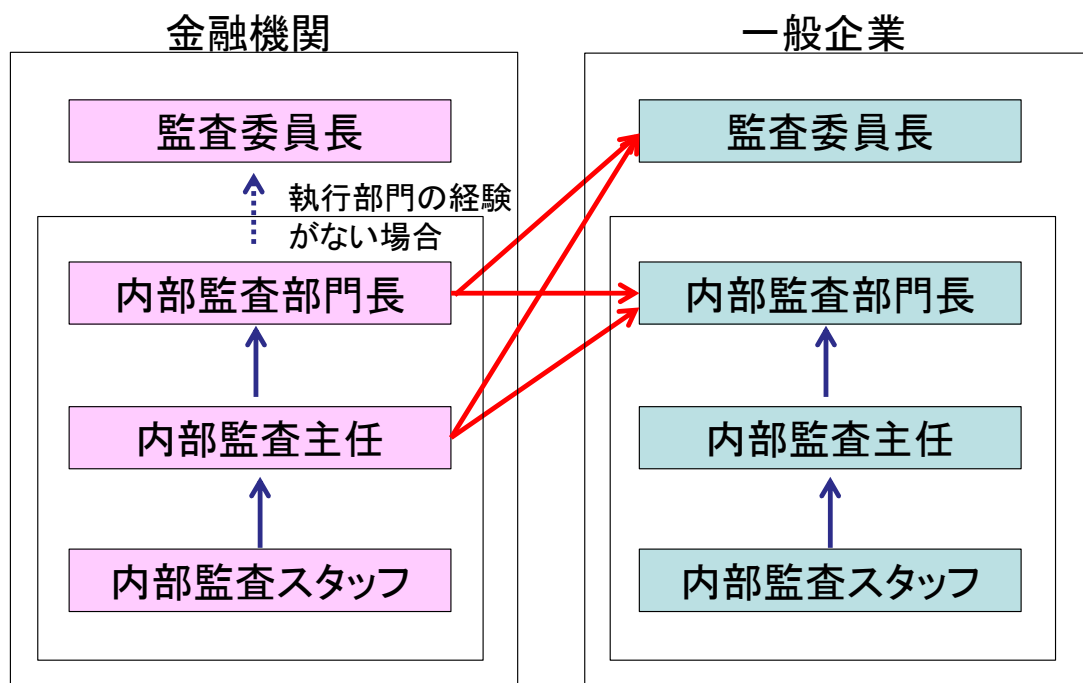 金融機関
監査委員長
執行部門の経験
がない場合
内部監査部門長
内部監査主任
内部監査スタッフ
一般企業
監査委員長
内部監査部門長
内部監査主任
内部監査スタッフ